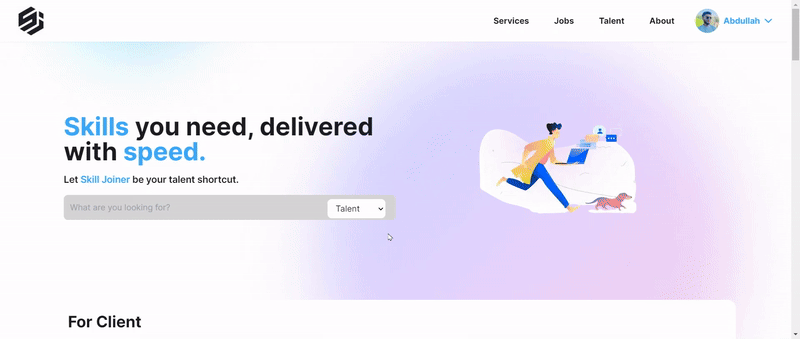 Services Jobs Talent About Abdullah
Skills you need, delivered
with speed.
Let Skill Joiner be your talent shortcut.
What are you looking for? Talent
For Client